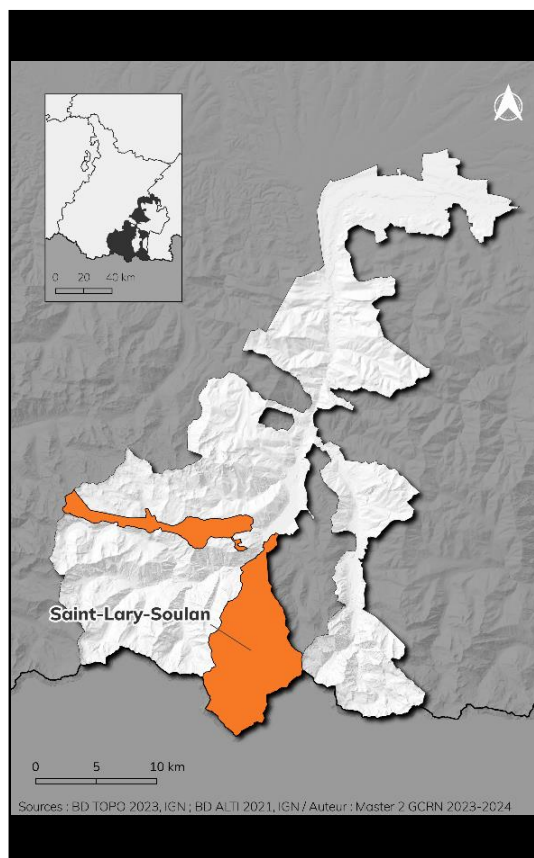 0 20 40 km
Saint-Lary-Soulan
0 5 10 km
Sources : BD TOPO 2023, IGN ; BD ALTI 2021, IGN / Auteur : Master 2 GCRN 2023-2024